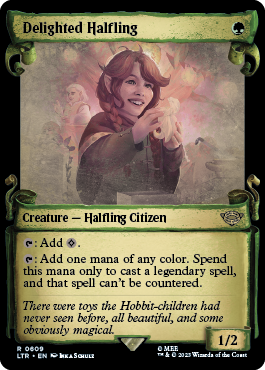 Delighted Halfling
Creature — Halfling Citizen
: Add .
: Add one mana of any color. Spend
this mana only to cast a legendary spell,
and that spell can't be countered.
There were toys the Hobbit-children had
never seen before, all beautiful, and some
obviously magical.
1/2
R 0609
LTR • EN Inka Schulz
© MEE
™ & © 2023 Wizards of the Coast